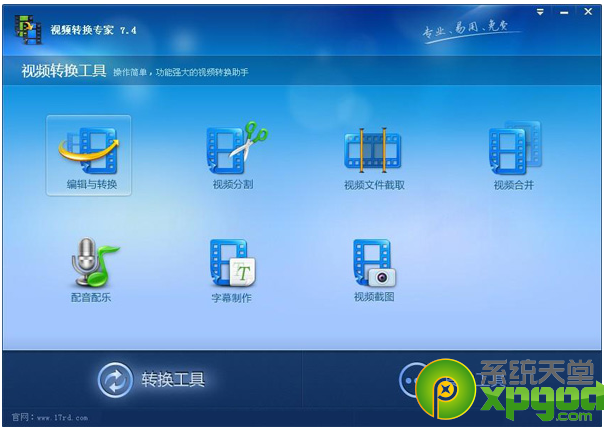 视频转换专家 7.4
专业、易用、免费
视频转换工具 操作简单,功能强大的视频转换助手
编辑与转换 视频分割 视频文件截取 视频合并
配音配乐 字幕制作 视频截图
T
转换工具 工具
系统天堂
xpgod
官网:www.17rd.com